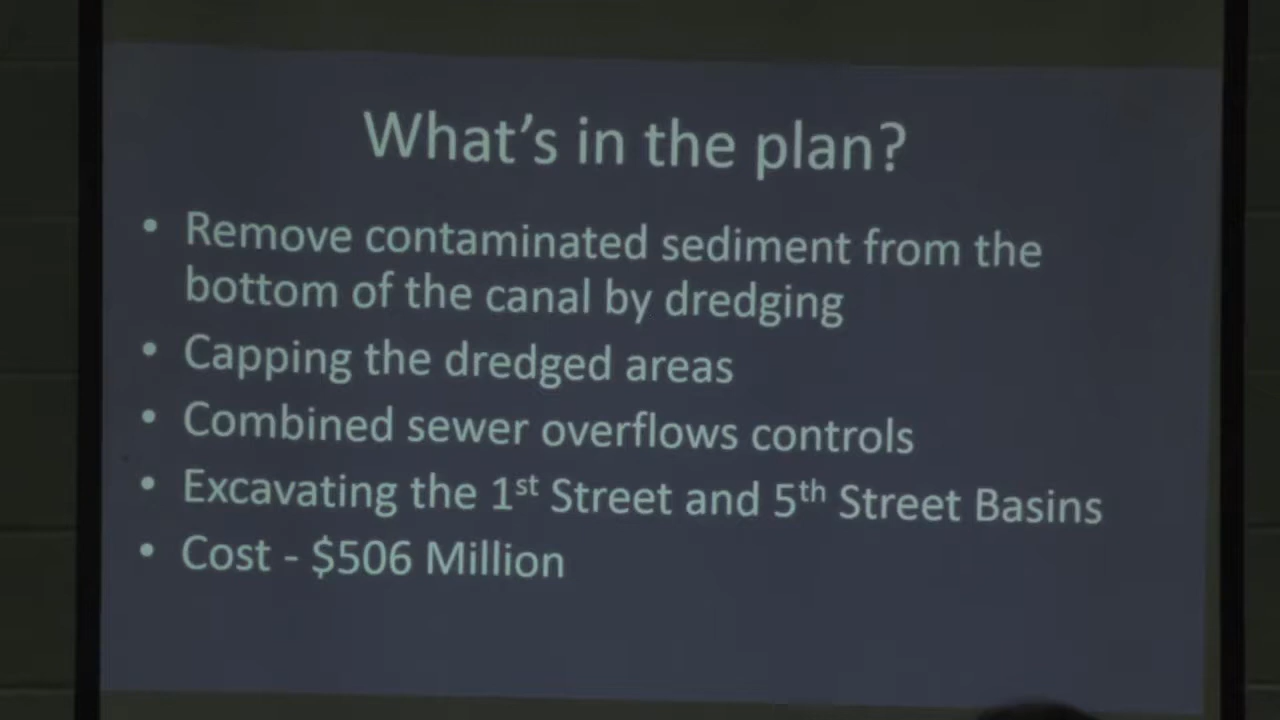 What's in the plan?
• Remove contaminated sediment from the
bottom of the canal by dredging
• Capping the dredged areas
• Combined sewer overflows controls
• Excavating the 1st Street and 5th Street Basins
• Cost - $506 Million